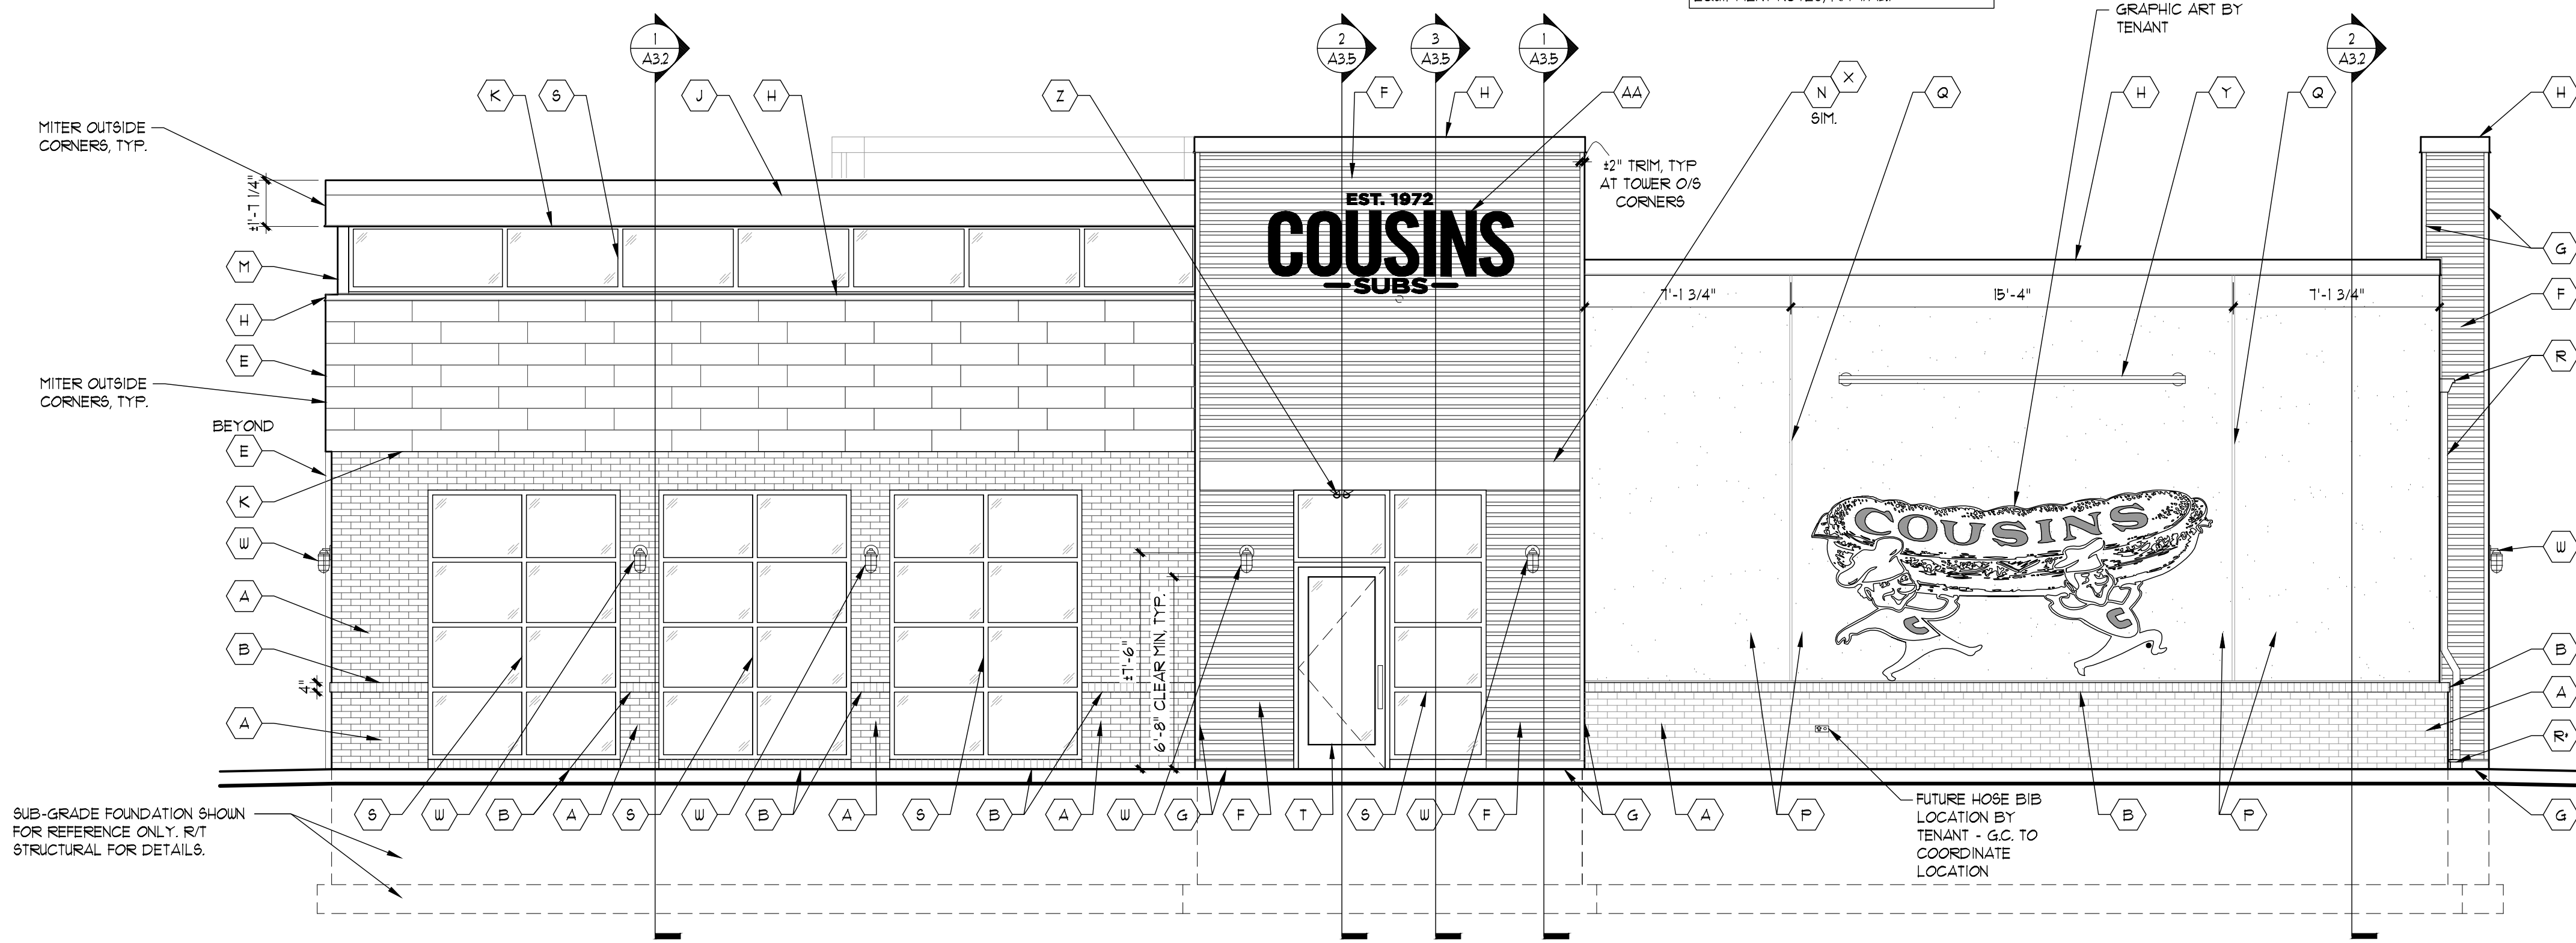 GRAPHIC ART BY
TENANT
1
A3.2
2
A3.5
3
A3.5
1
A3.5
2
A3.2
K
S
J
H
Z
F
H
AA
N
X
SIM.
Q
H
Y
Q
H
MITER OUTSIDE
CORNERS, TYP.
±1'-7 1/4"
±2" TRIM, TYP
AT TOWER O/S
CORNERS
EST. 1972
COUSINS
SUBS
M
H
E
G
F
R
7'-1 3/4"
15'-4"
7'-1 3/4"
MITER OUTSIDE
CORNERS, TYP.
BEYOND
E
K
W
A
B
4"
A
COUSINS
C
C
W
B
A
R
±7'-6"
6'-8" CLEAR MIN, TYP.
SUB-GRADE FOUNDATION SHOWN
FOR REFERENCE ONLY. R/T
STRUCTURAL FOR DETAILS.
S
W
B
A
S
W
B
A
S
B
A
W
G
F
T
S
W
F
G
A
P
FUTURE HOSE BIB
LOCATION BY
TENANT - G.C. TO
COORDINATE
LOCATION
B
P
G